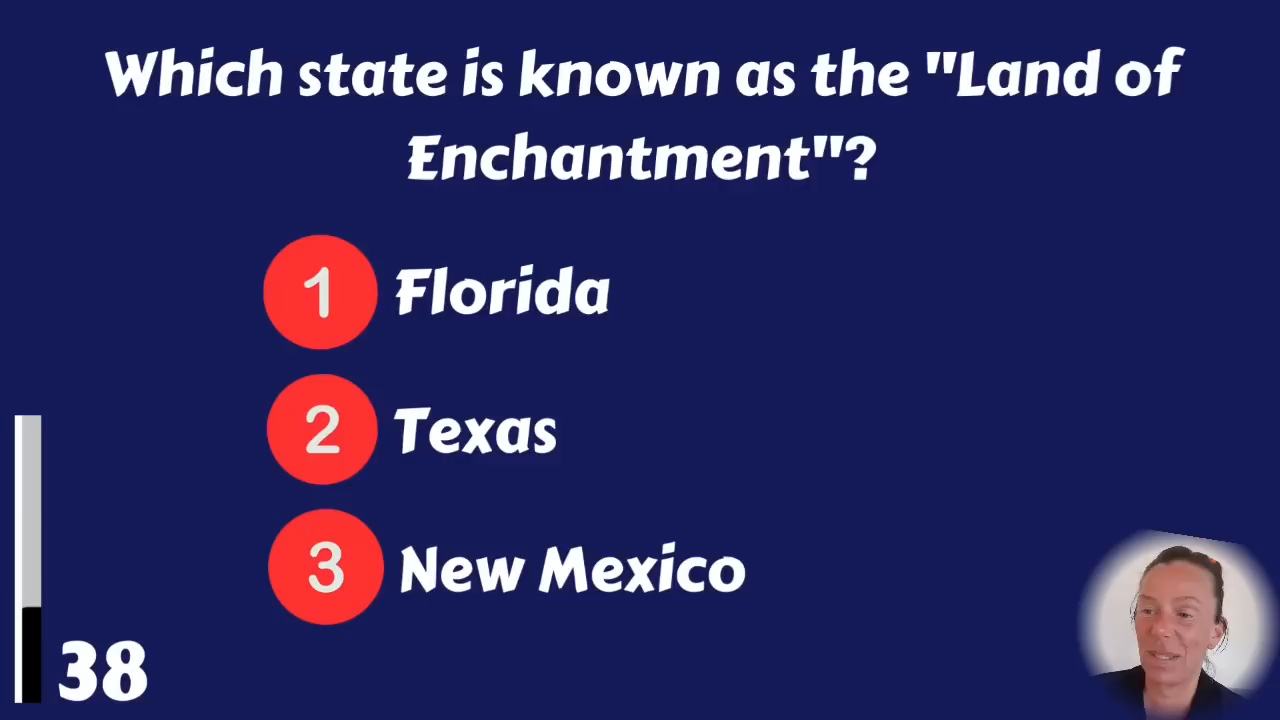 Which state is known as the "Land of
Enchantment"?
1 Florida
2 Texas
3 New Mexico
38